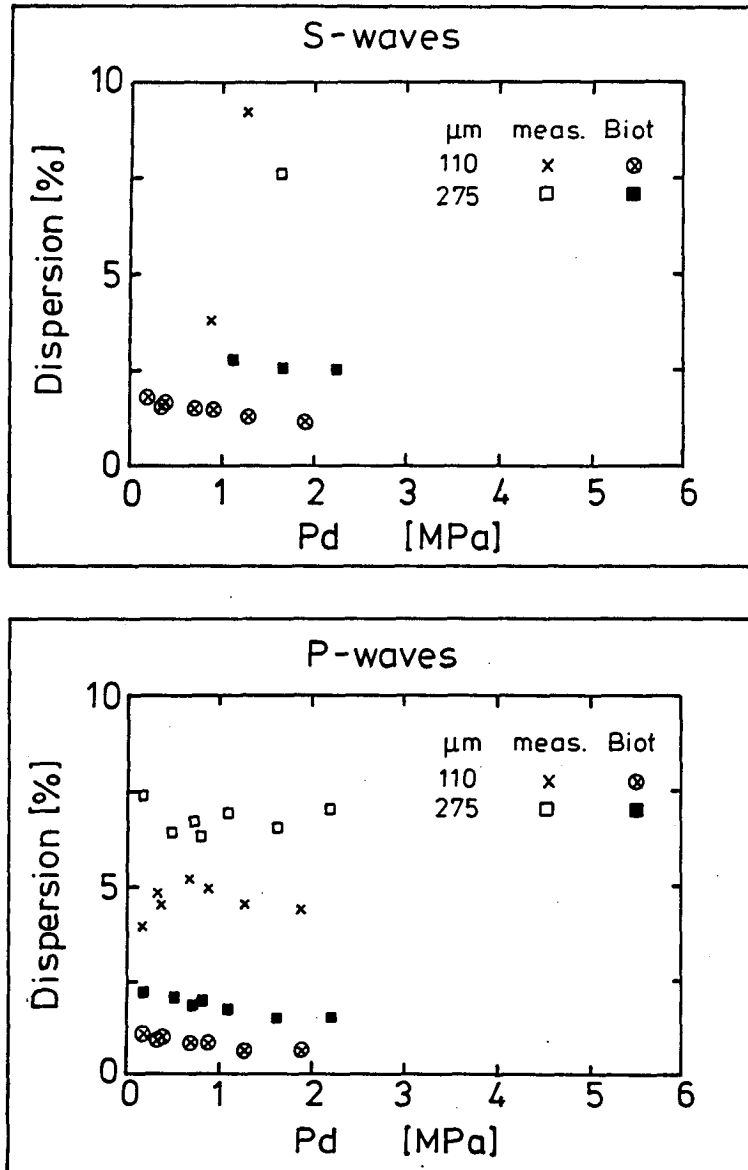 S-waves
10
5
0
Dispersion [%]
µm meas. Biot
110
275
0 1 2 3 4 5 6
Pd [MPa]
P-waves
10
5
0
Dispersion [%]
µm meas. Biot
110
275
0 1 2 3 4 5 6
Pd [MPa]